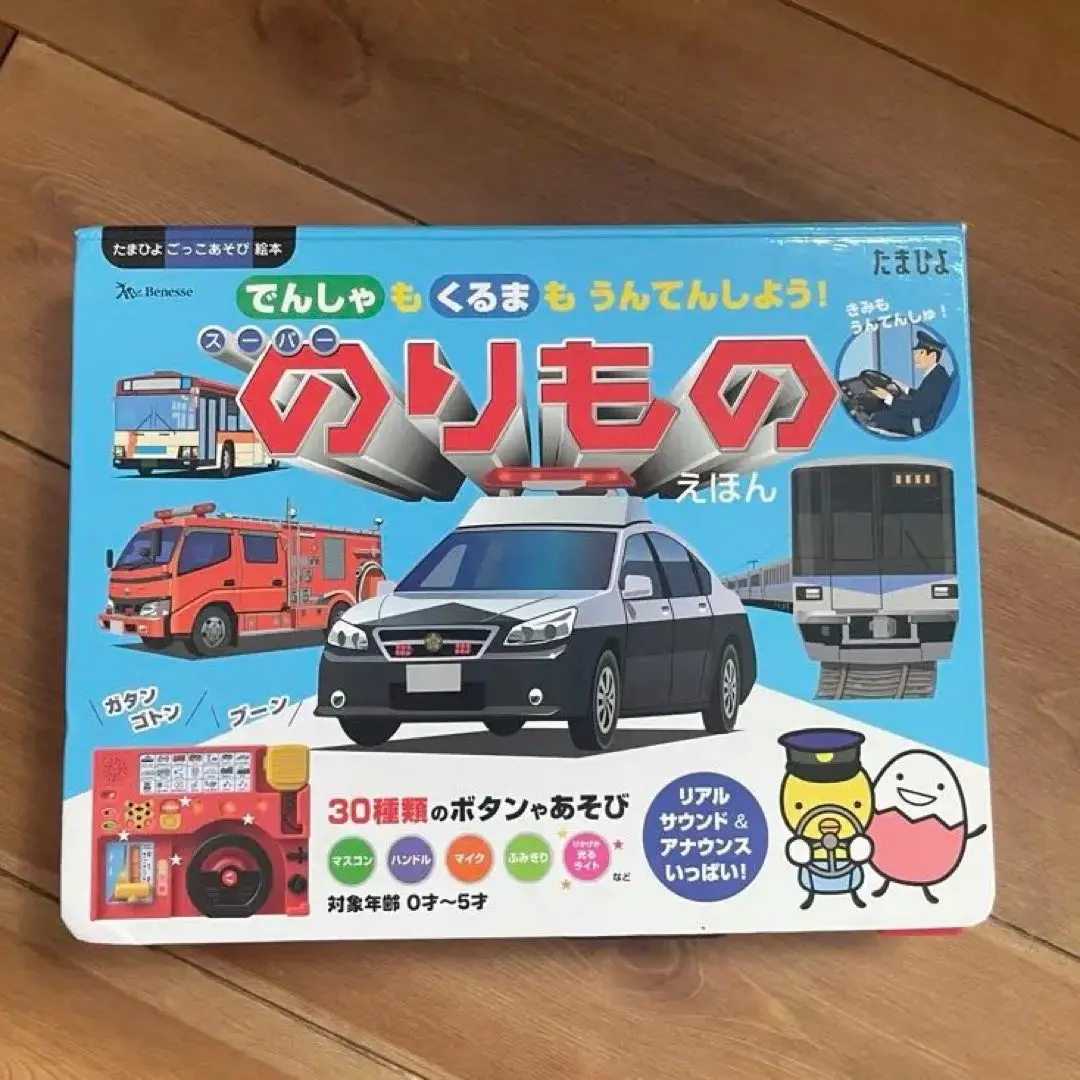 たまひよ ごっこあそび 絵本
たまひよ
Benesse
でんしゃ も くるま も うんてんしよう!
きみも
うんてんしゅ!
スーパー
のりもの
えほん
ガタン
ゴトン
ブーン
30種類のボタンやあそび
マスコン
ハンドル
マイク
ふみきり
ぴかぴか
光る
ライト
など
対象年齢 0才〜5才
リアル
サウンド&
アナウンス
いっぱい!